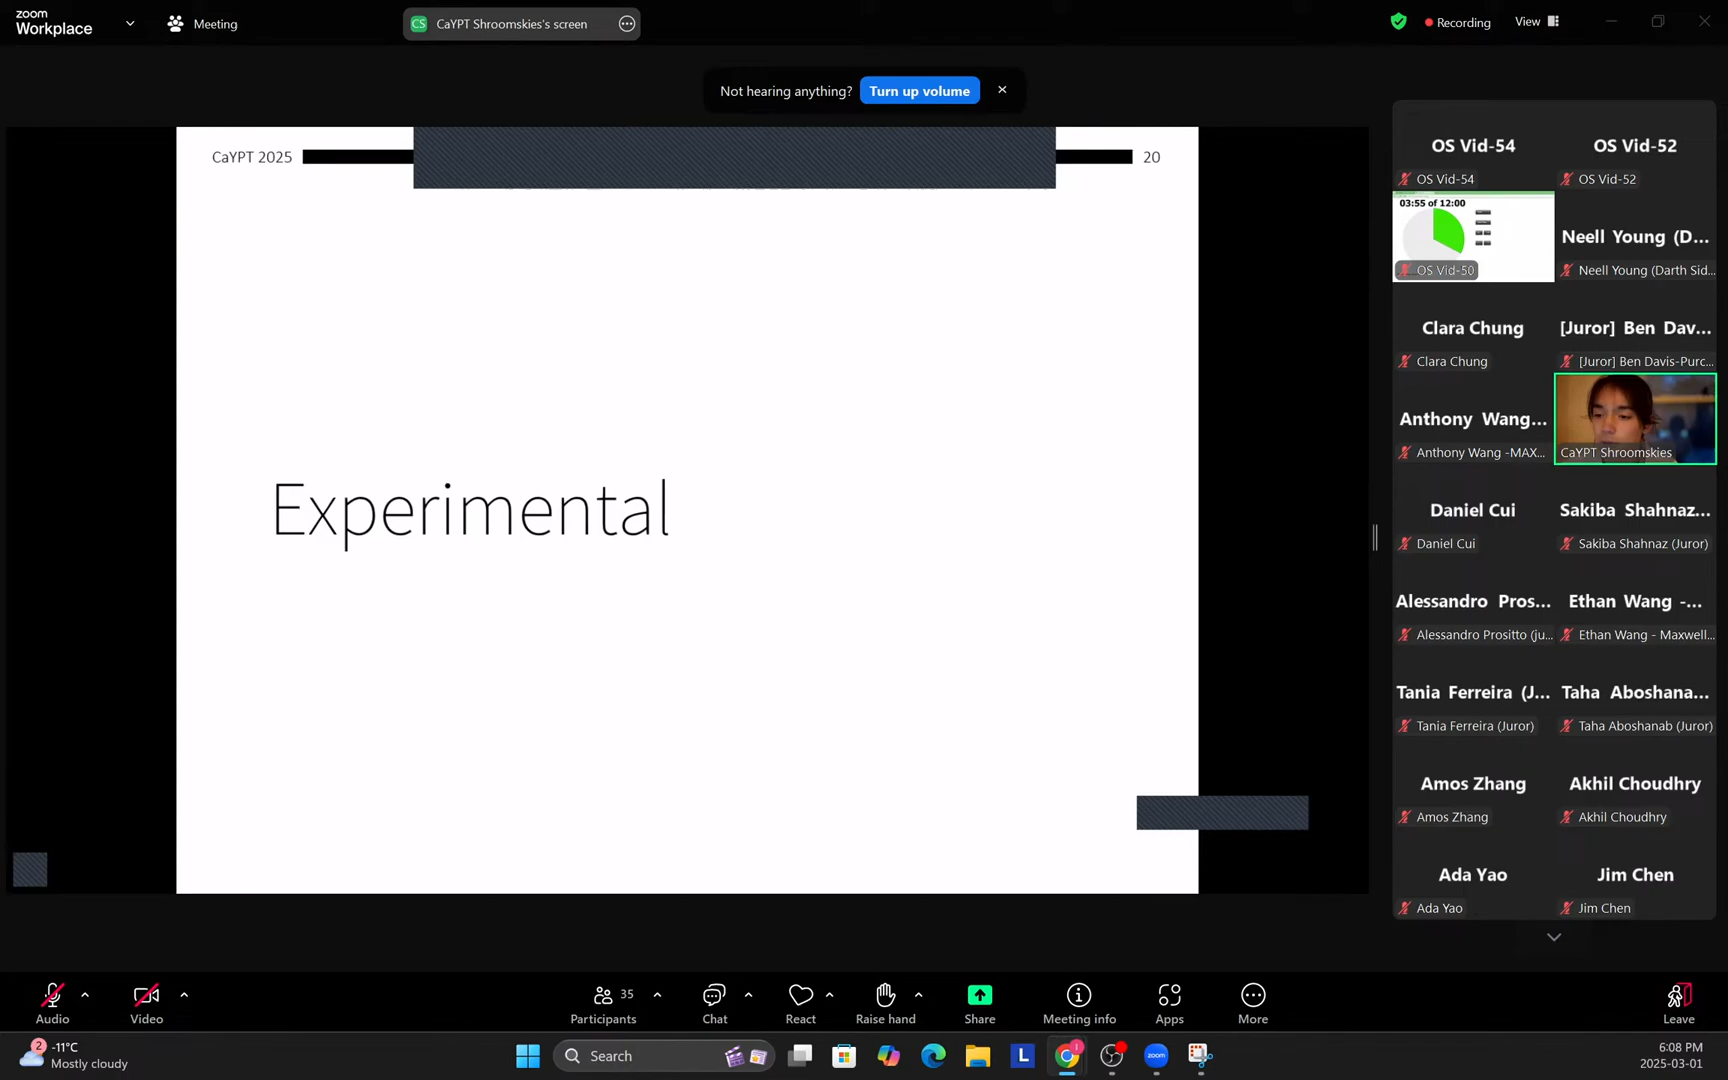 zoom
Workplace
Meeting
CS CaYPT Shroomskies's screen
Recording
View
Not hearing anything? Turn up volume
CaYPT 2025
20
Experimental
OS Vid-54
OS Vid-54
OS Vid-52
OS Vid-52
03:55 of 12:00
OS Vid-50
Neell Young (D...
Neell Young (Darth Sid...
Clara Chung
Clara Chung
[Juror] Ben Dav...
[Juror] Ben Davis-Purc...
Anthony Wang...
Anthony Wang -MAX...
CaYPT Shroomskies
Daniel Cui
Daniel Cui
Sakiba Shahnaz...
Sakiba Shahnaz (Juror)
Alessandro Pros...
Alessandro Prositto (ju...
Ethan Wang -...
Ethan Wang - Maxwell...
Tania Ferreira (J...
Tania Ferreira (Juror)
Taha Aboshana...
Taha Aboshanab (Juror)
Amos Zhang
Amos Zhang
Akhil Choudhry
Akhil Choudhry
Ada Yao
Ada Yao
Jim Chen
Jim Chen
Audio
Video
35
Participants
Chat
React
Raise hand
Share
Meeting info
Apps
More
Leave
2
-11°C
Mostly cloudy
Search
L
1
zoom
6:08 PM
2025-03-01